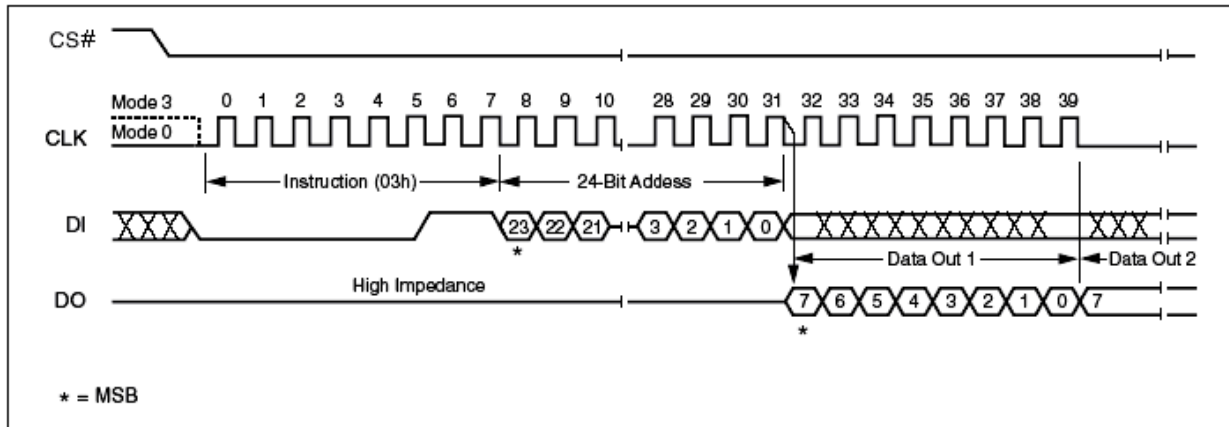 CS#
Mode 3 0 1 2 3 4 5 6 7 8 9 10 28 29 30 31 32 33 34 35 36 37 38 39
CLK Mode 0
Instruction (03h) 24-Bit Addess
DI 23 22 21 3 2 1 0
* Data Out 1 Data Out 2
High Impedance
DO 7 6 5 4 3 2 1 0 7
*
* = MSB